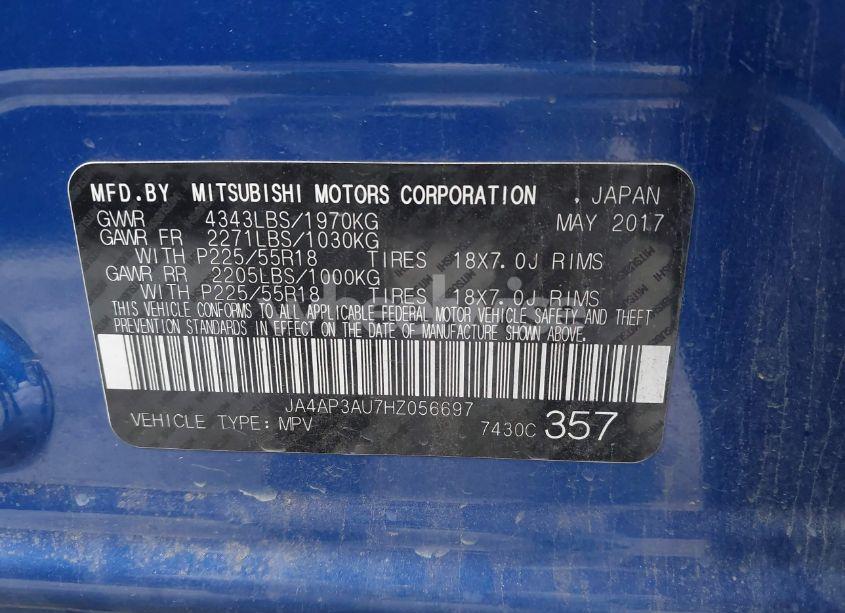 MFD.BY MITSUBISHI MOTORS CORPORATION , JAPAN
GVWR 4343LBS/1970KG MAY 2017
GAWR FR 2271LBS/1030KG
WITH P225/55R18 TIRES 18X7.0J RIMS
GAWR RR 2205LBS/1000KG
WITH P225/55R18 TIRES 18X7.0J RIMS
THIS VEHICLE CONFORMS TO ALL APPLICABLE FEDERAL MOTOR VEHICLE SAFETY AND THEFT
PREVENTION STANDARDS IN EFFECT ON THE DATE OF MANUFACTURE SHOWN ABOVE.
JA4AP3AU7HZ056697
VEHICLE TYPE: MPV 7430C 357